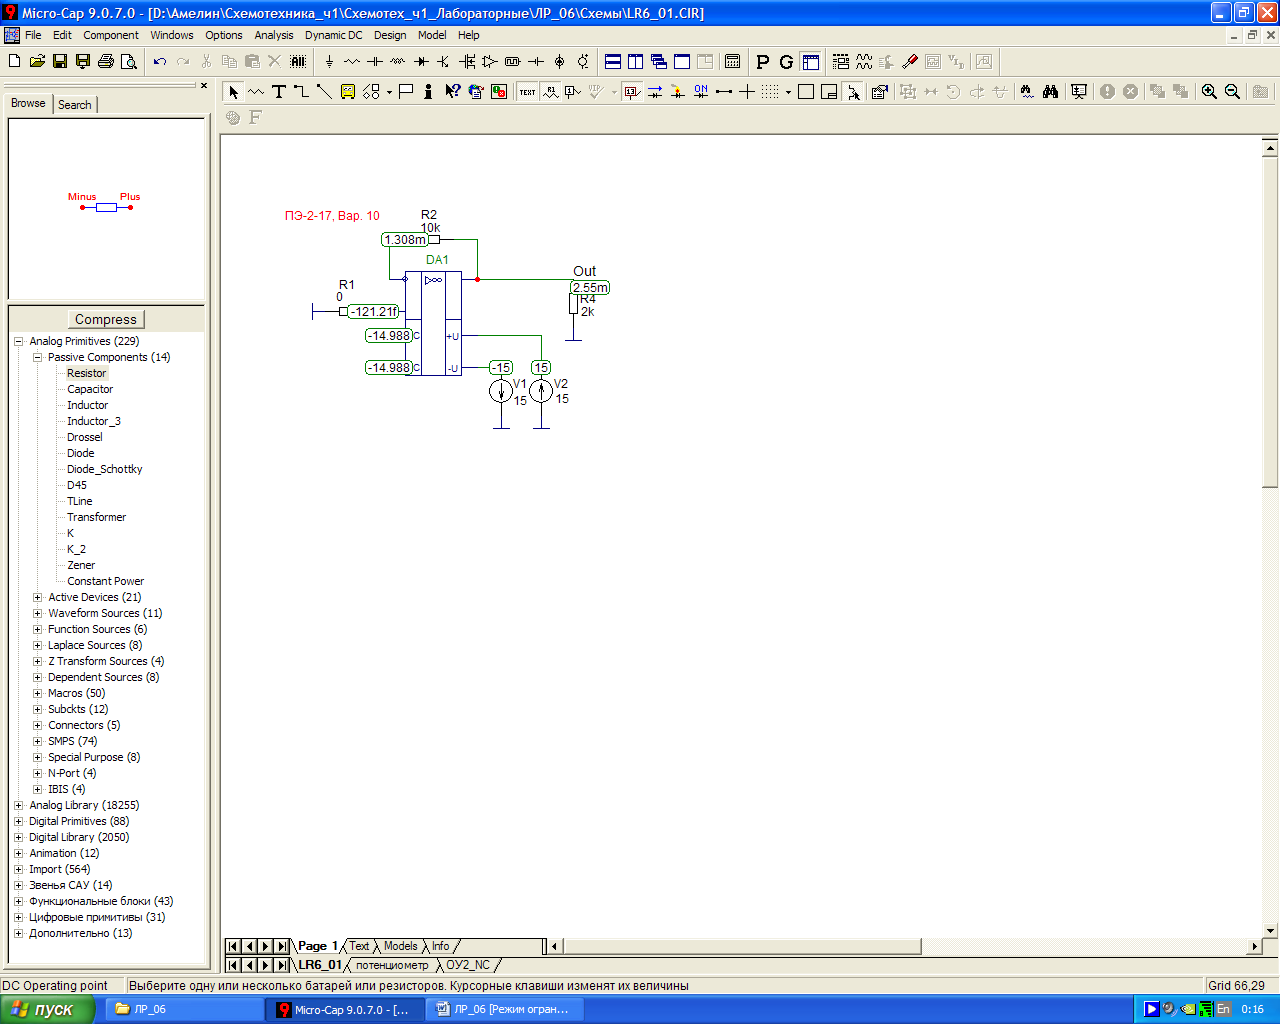 Micro-Cap 9.0.7.0 - [D:\Амелин\Схемотехника_ч1\Схемотех_ч1_Лабораторные\ЛР_06\Схемы\LR6_01.CIR]
File Edit Component Windows Options Analysis Dynamic DC Design Model Help
Browse Search
Minus Plus
Compress
Analog Primitives (229)
Passive Components (14)
Resistor
Capacitor
Inductor
Inductor_3
Drossel
Diode
Diode_Schottky
D45
TLine
Transformer
K
K_2
Zener
Constant Power
Active Devices (21)
Waveform Sources (11)
Function Sources (6)
Laplace Sources (8)
Z Transform Sources (4)
Dependent Sources (8)
Macros (50)
Subckts (12)
Connectors (5)
SMPS (74)
Special Purpose (8)
N-Port (4)
IBIS (4)
Analog Library (18255)
Digital Primitives (88)
Digital Library (2050)
Animation (12)
Import (564)
Звенья САУ (14)
Функциональные блоки (43)
Цифровые примитивы (31)
Дополнительно (13)
ПЭ-2-17, Вар. 10
R2
10k
1.308m
DA1
Out
2.55m
R4
2k
R1
0
-121.21f
-14.988 C
+U
-14.988 C
-U
-15
15
V1
15
V2
15
Page 1 Text Models Info
LR6_01 потенциометр ОУ2_NC
DC Operating point Выберите одну или несколько батарей или резисторов. Курсорные клавиши изменят их величины Grid 66,29
пуск ЛР_06 Micro-Cap 9.0.7.0 - [... ЛР_06 [Режим огран... En 0:16